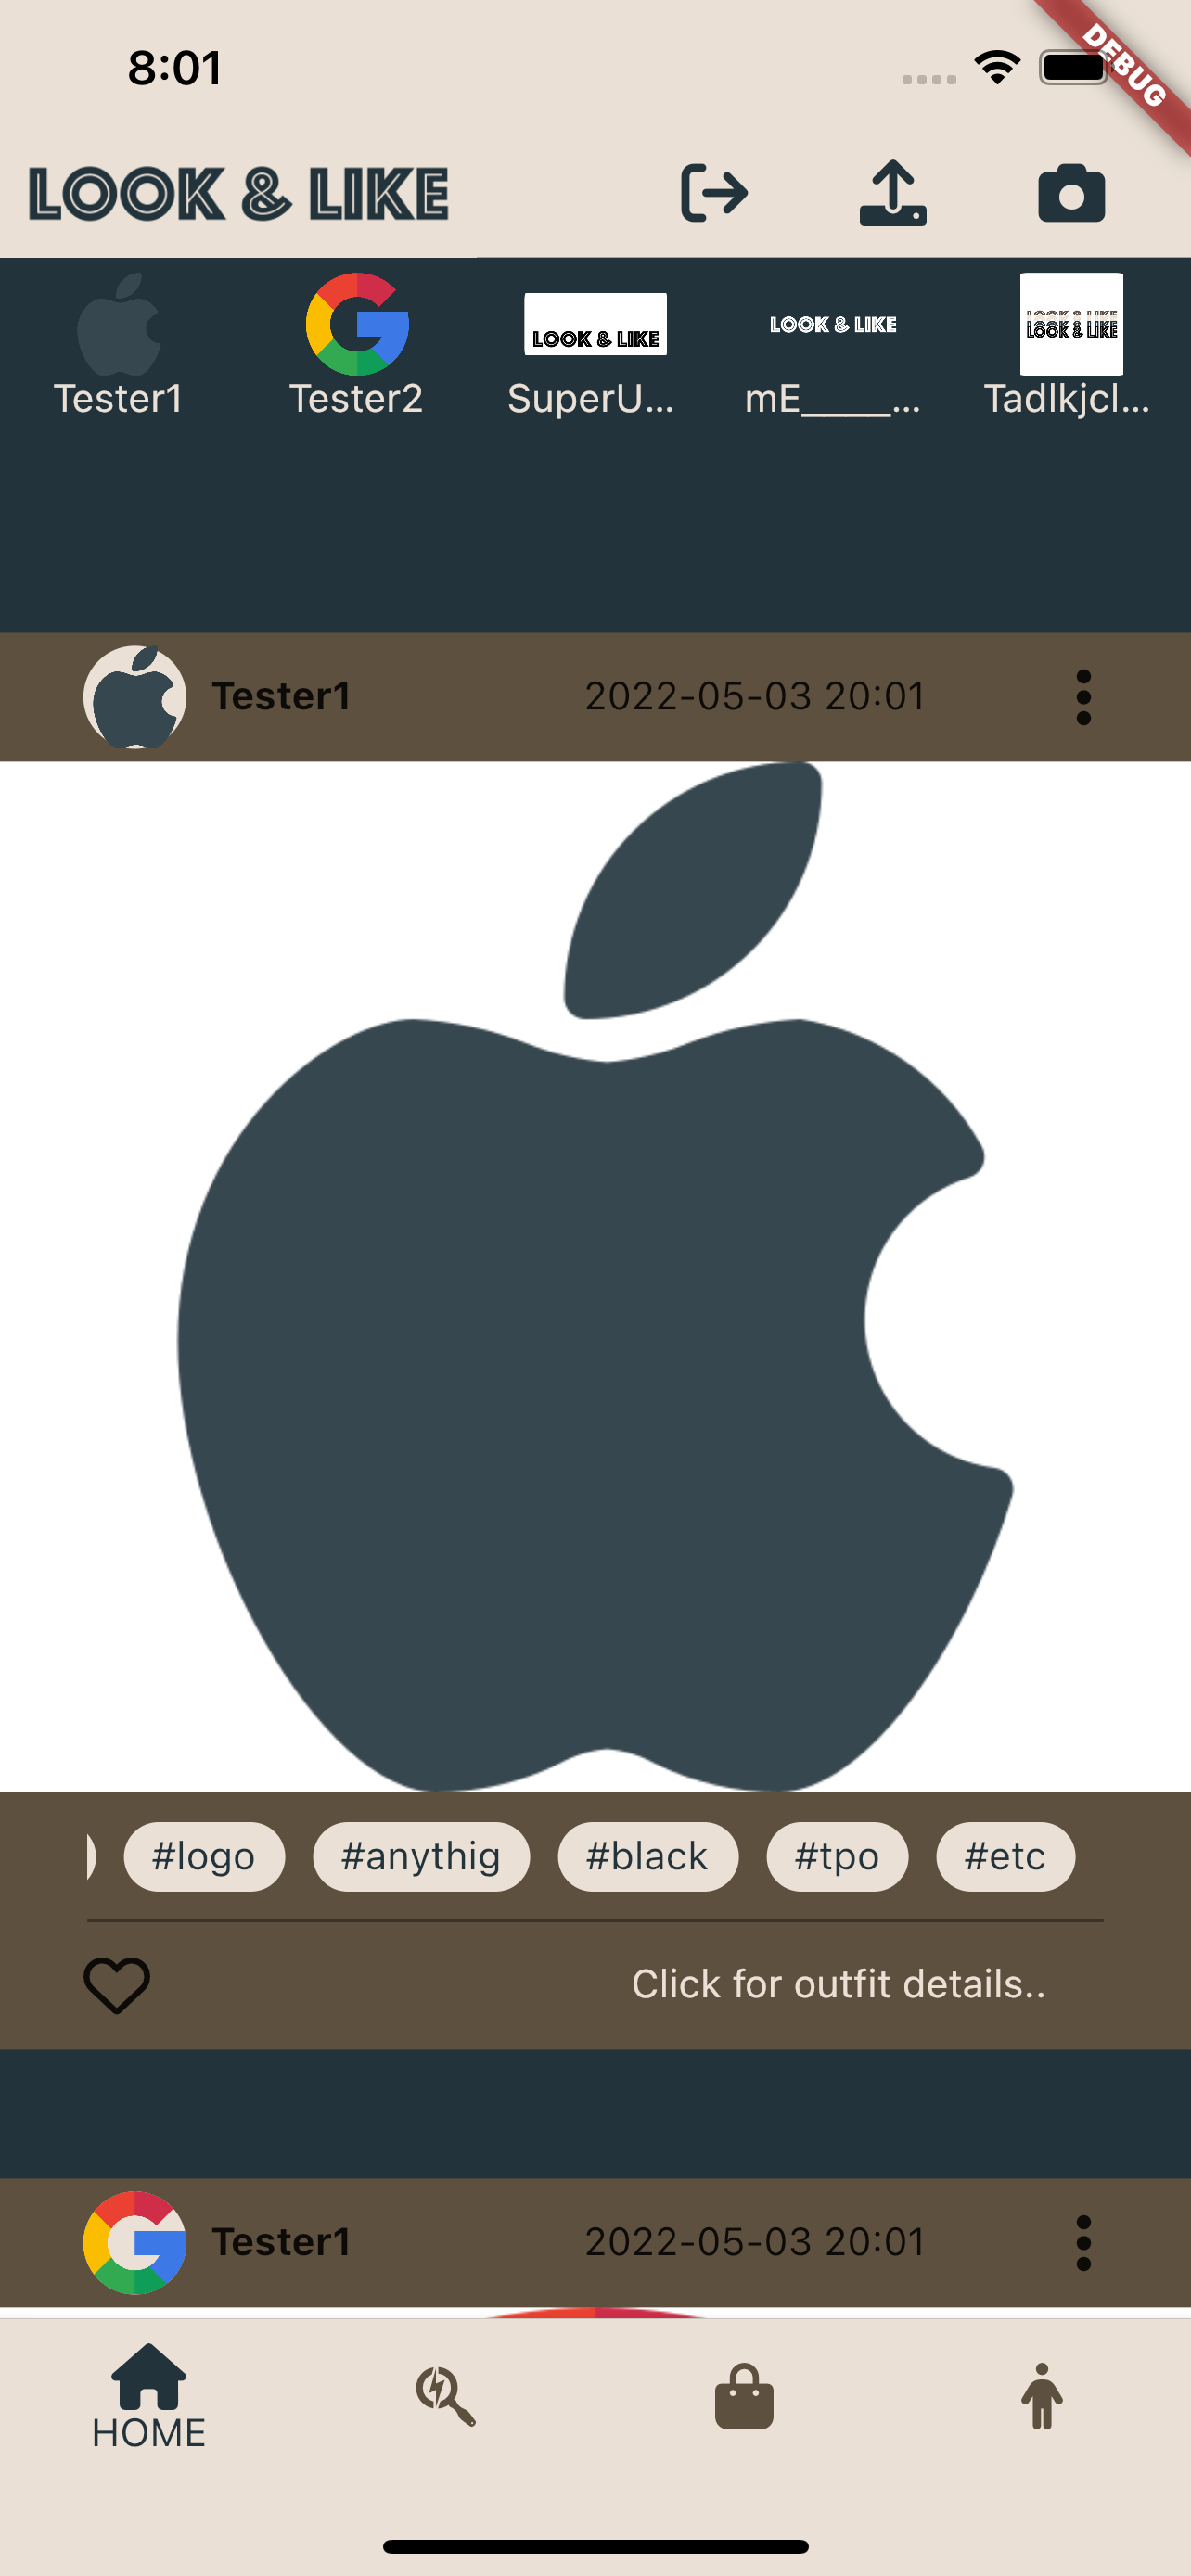 8:01
DEBUG
LOOK & LIKE
LOOK & LIKE
LOOK & LIKE
LOOK & LIKE
LOOK & LIKE
Tester1 Tester2 SuperU... mE_____... Tadlkjcl...
Tester1 2022-05-03 20:01
#logo #anythig #black #tpo #etc
Click for outfit details..
Tester1 2022-05-03 20:01
HOME